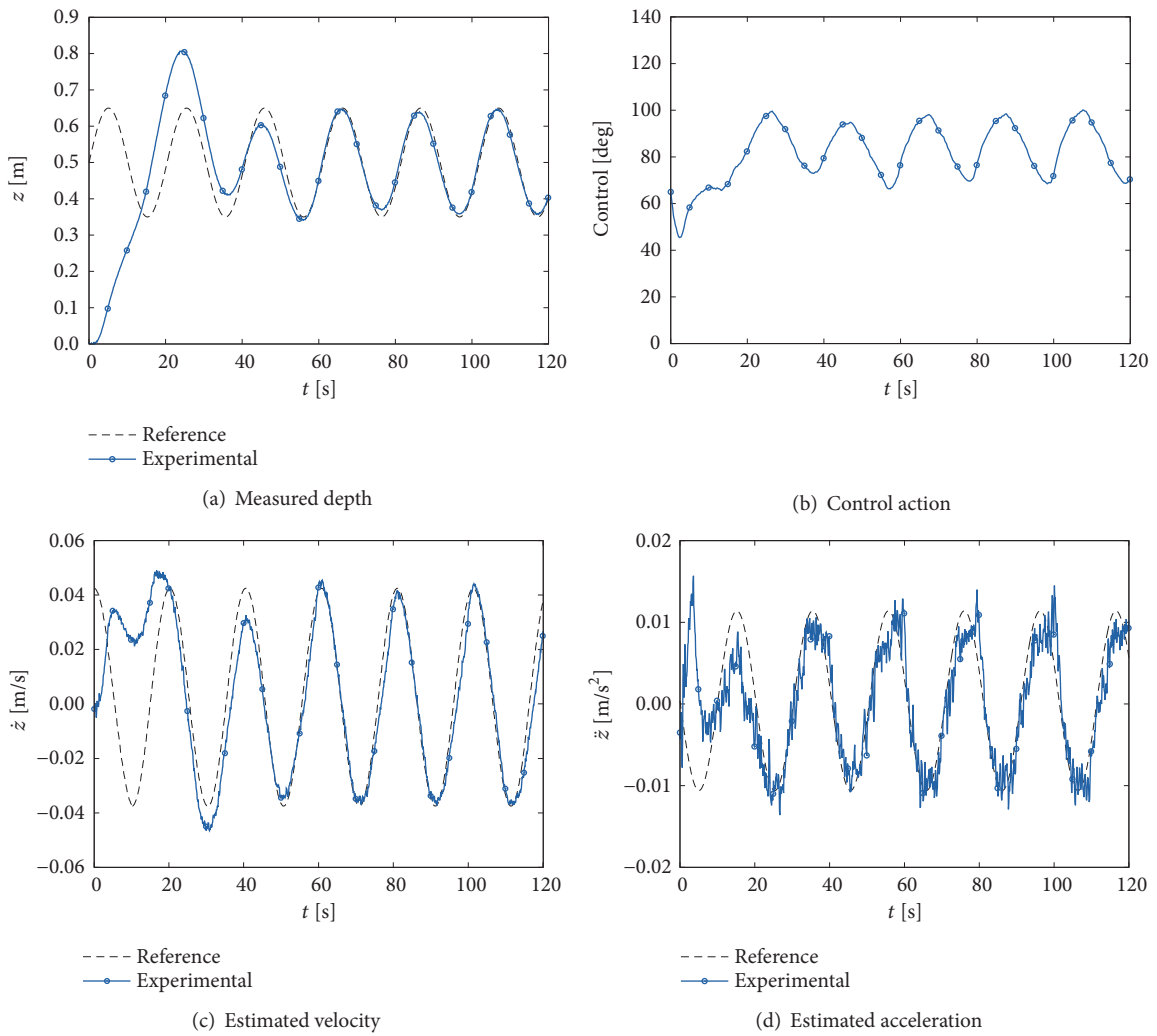 0.9
0.8
0.7
0.6
0.5
0.4
0.3
0.2
0.1
0.0
z [m]
0 20 40 60 80 100 120
t [s]
Reference
Experimental
(a) Measured depth
140
120
100
80
60
40
20
0
Control [deg]
0 20 40 60 80 100 120
t [s]
(b) Control action
0.06
0.04
0.02
0.00
−0.02
−0.04
−0.06
ż [m/s]
0 20 40 60 80 100 120
t [s]
Reference
Experimental
(c) Estimated velocity
0.02
0.01
0.00
−0.01
−0.02
z̈ [m/s²]
0 20 40 60 80 100 120
t [s]
Reference
Experimental
(d) Estimated acceleration